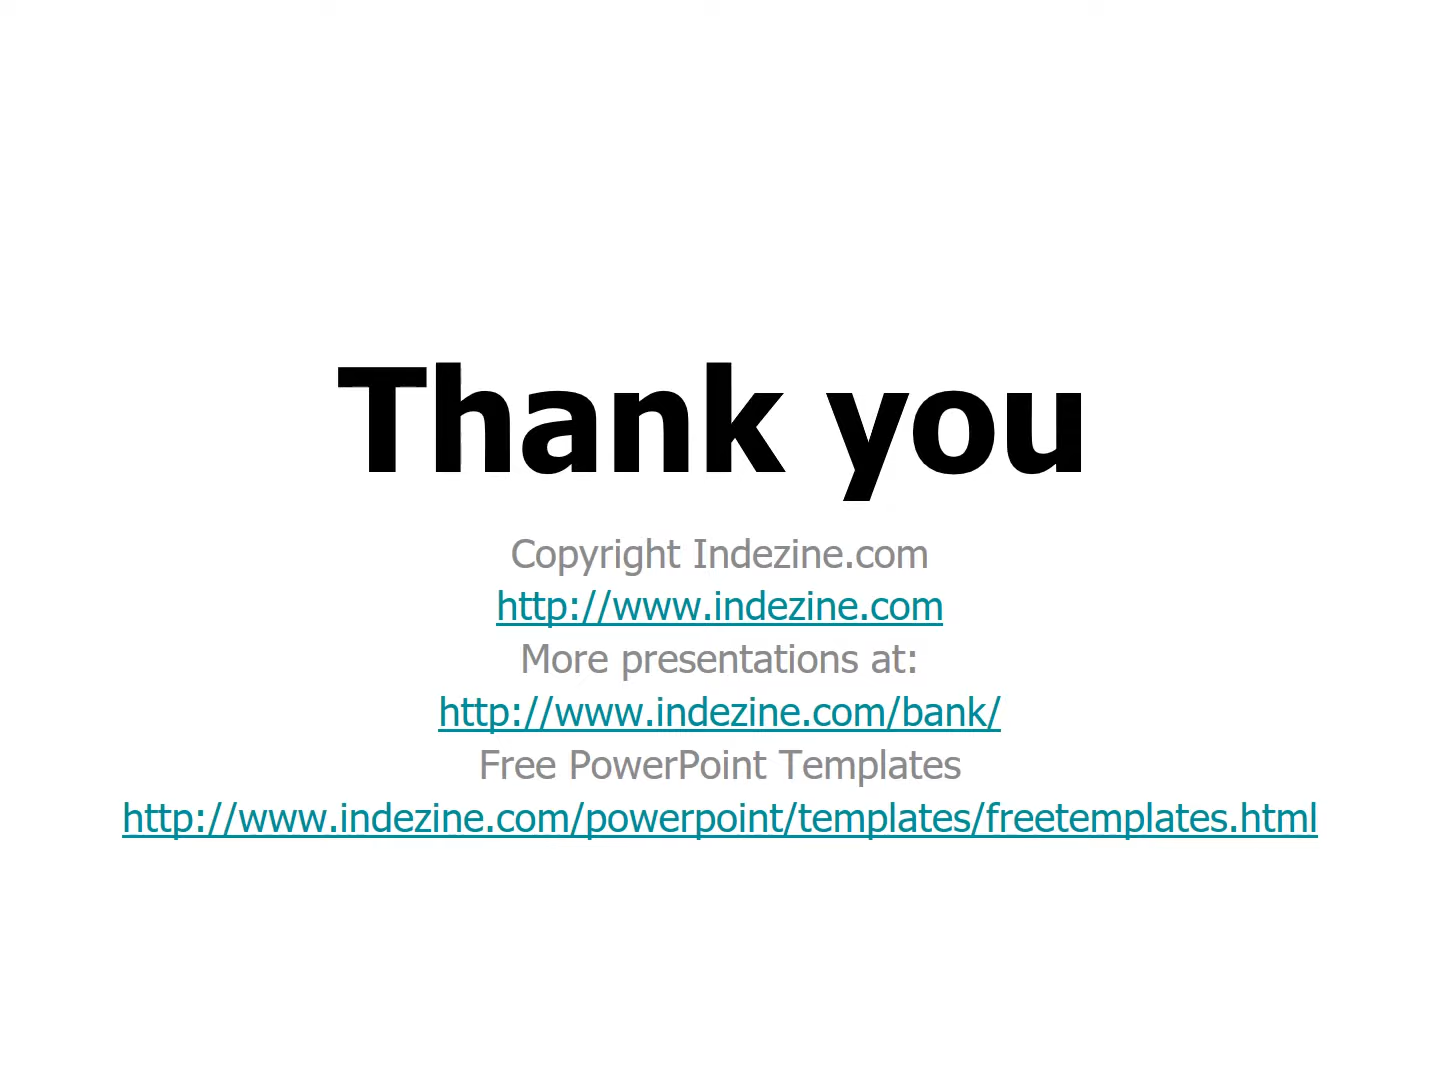 Thank you
Copyright Indezine.com
http://www.indezine.com
More presentations at:
http://www.indezine.com/bank/
Free PowerPoint Templates
http://www.indezine.com/powerpoint/templates/freetemplates.html